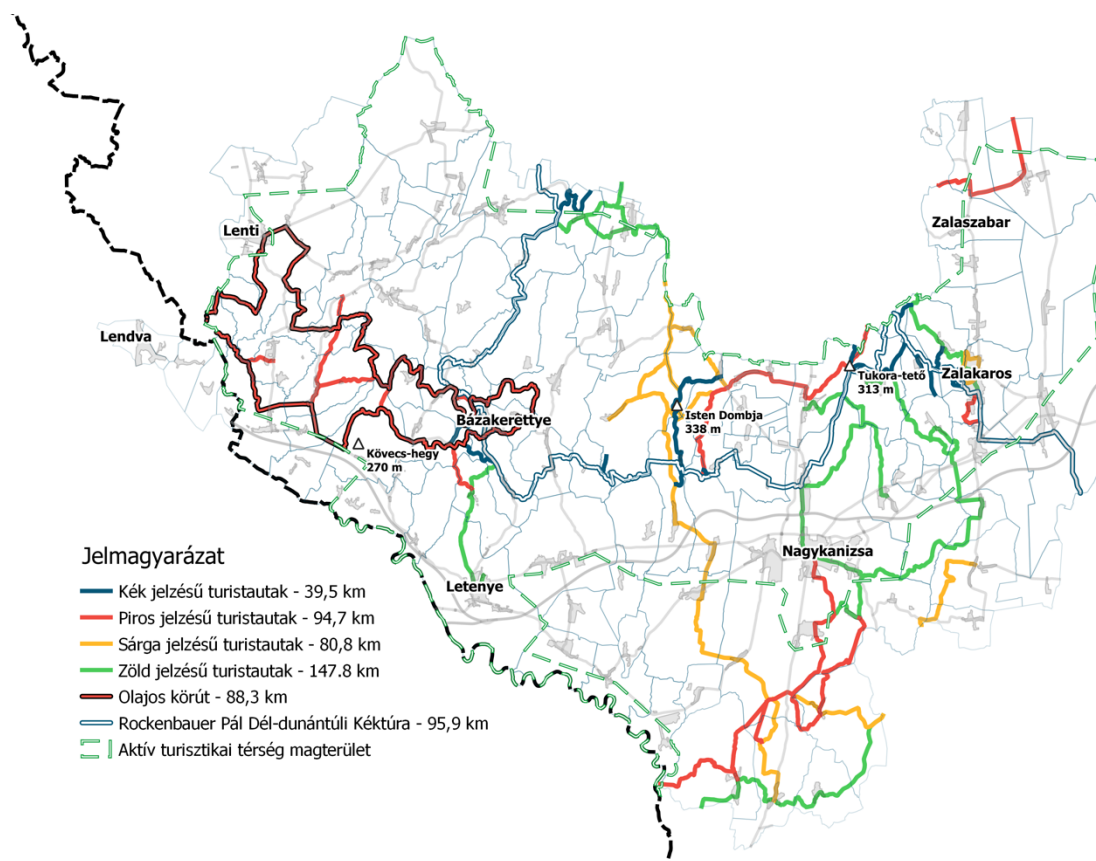 Lenti
Zalaszabar
Lendva
Bázakerettye
Tukora-tető
313 m
Zalakaros
Isten Dombja
338 m
Kövecs-hegy
270 m
Nagykanizsa
Letenye
Jelmagyarázat
Kék jelzésű turistautak - 39,5 km
Piros jelzésű turistautak - 94,7 km
Sárga jelzésű turistautak - 80,8 km
Zöld jelzésű turistautak - 147.8 km
Olajos körút - 88,3 km
Rockenbauer Pál Dél-dunántúli Kéktúra - 95,9 km
Aktív turisztikai térség magterület